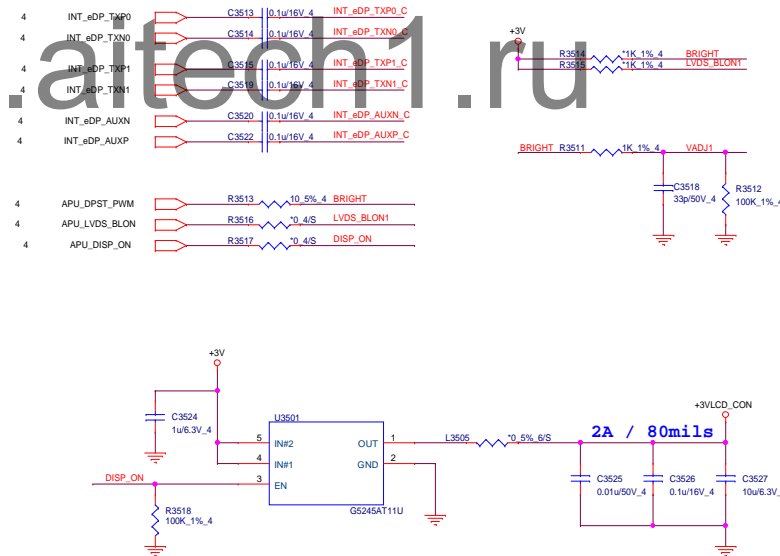 4 INT_eDP_TXP0 C3513 0.1u/16V_4 INT_eDP_TXP0_C
4 INT_eDP_TXN0 C3514 0.1u/16V_4 INT_eDP_TXN0_C
4 INT_eDP_TXP1 C3515 0.1u/16V_4 INT_eDP_TXP1_C
4 INT_eDP_TXN1 C3519 0.1u/16V_4 INT_eDP_TXN1_C
4 INT_eDP_AUXN C3520 0.1u/16V_4 INT_eDP_AUXN_C
4 INT_eDP_AUXP C3522 0.1u/16V_4 INT_eDP_AUXP_C
.aitech1.ru
+3V
R3514 *1K_1%_4 BRIGHT
R3515 *1K_1%_4 LVDS_BLON1
BRIGHT R3511 1K_1%_4 VADJ1
C3518
33p/50V_4
R3512
100K_1%_4
4 APU_DPST_PWM R3513 10_5%_4 BRIGHT
4 APU_LVDS_BLON R3516 *0_4/S LVDS_BLON1
4 APU_DISP_ON R3517 *0_4/S DISP_ON
+3V
C3524
1u/6.3V_4
U3501
5 IN#2
4 IN#1
3 EN
OUT 1
GND 2
G5245AT11U
DISP_ON
R3518
100K_1%_4
L3505 *0_5%_6/S
2A / 80mils
+3VLCD_CON
C3525
0.01u/50V_4
C3526
0.1u/16V_4
C3527
10u/6.3V_